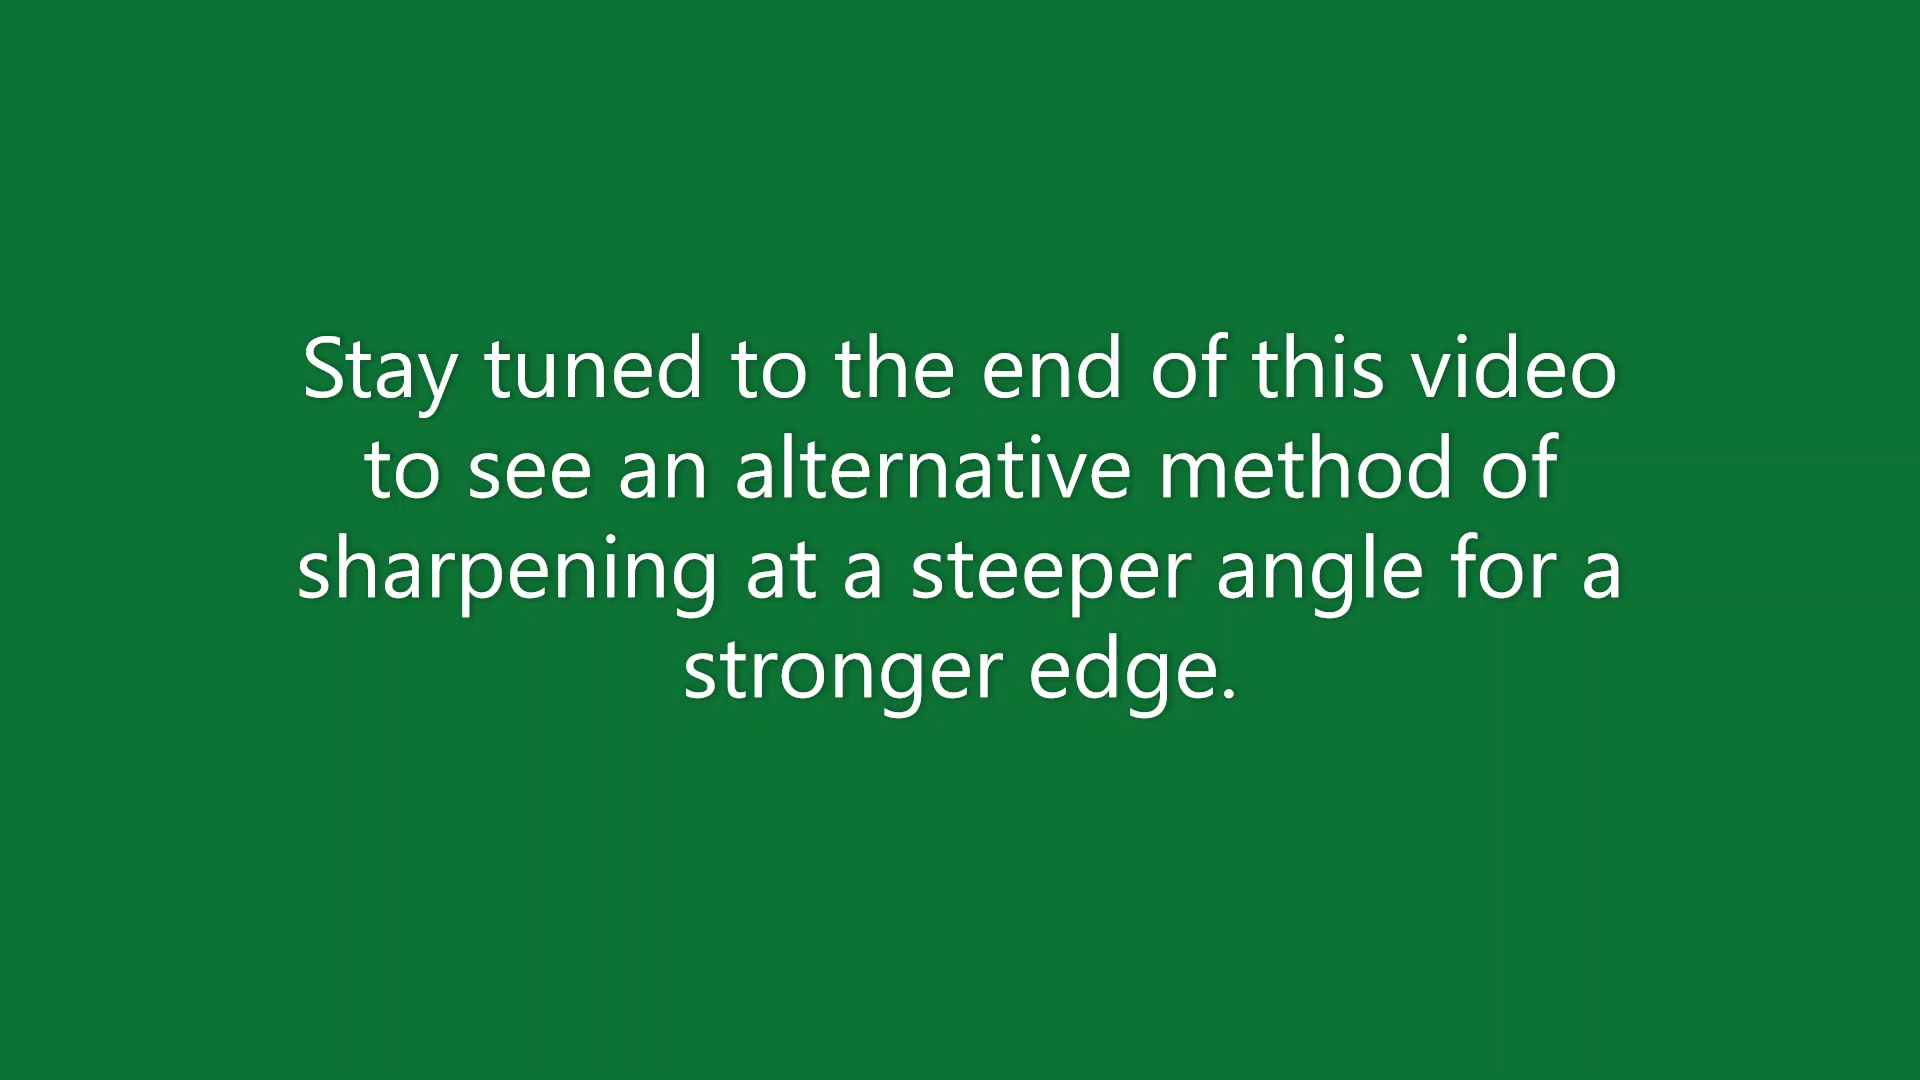 Stay tuned to the end of this video
to see an alternative method of
sharpening at a steeper angle for a
stronger edge.